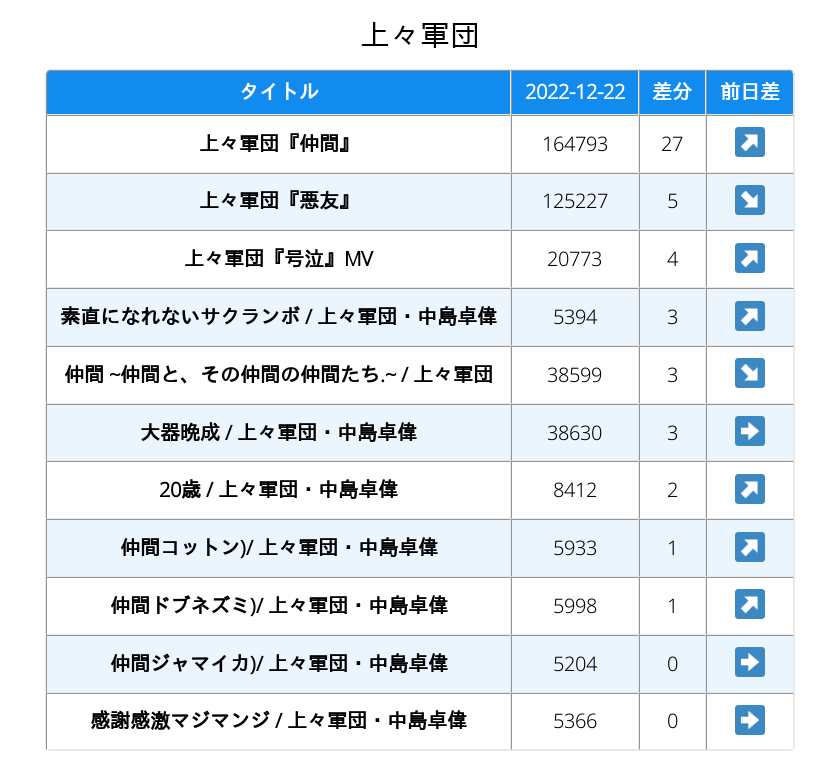 上々軍団
タイトル 2022-12-22 差分 前日差
上々軍団『仲間』 164793 27 ↗
上々軍団『悪友』 125227 5 ↘
上々軍団『号泣』MV 20773 4 ↗
素直になれないサクランボ / 上々軍団・中島卓偉 5394 3 ↗
仲間 ~仲間と、その仲間の仲間たち.~ / 上々軍団 38599 3 ↘
大器晩成 / 上々軍団・中島卓偉 38630 3 ➡
20歳 / 上々軍団・中島卓偉 8412 2 ↗
仲間コットン)/ 上々軍団・中島卓偉 5933 1 ↗
仲間ドブネズミ)/ 上々軍団・中島卓偉 5998 1 ↗
仲間ジャマイカ)/ 上々軍団・中島卓偉 5204 0 ➡
感謝感激マジマンジ / 上々軍団・中島卓偉 5366 0 ➡